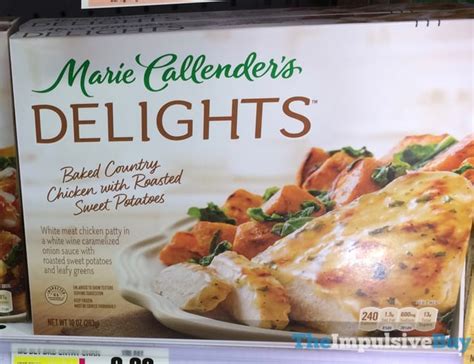 Marie Callender's
DELIGHTS™
Baked Country
Chicken with Roasted
Sweet Potatoes
White meat chicken patty in
a white wine caramelized
onion sauce with
roasted sweet potatoes
and leafy greens
NET WT 10 OZ (283g)
240
TheImpulsiveBuy